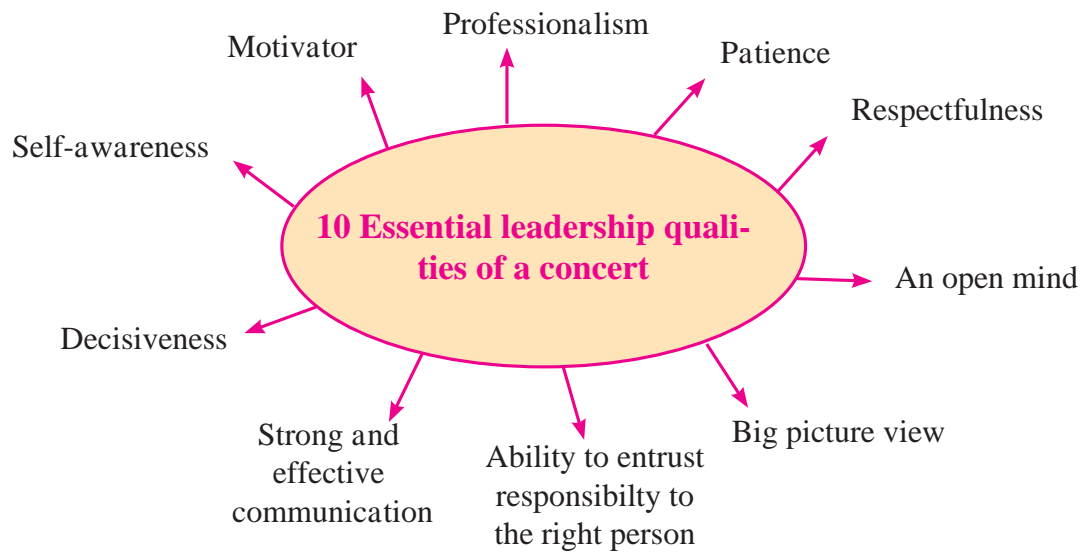 Professionalism
Motivator
Patience
Respectfulness
Self-awareness
10 Essential leadership quali-
ties of a concert
An open mind
Decisiveness
Big picture view
Strong and
effective
communication
Ability to entrust
responsibilty to
the right person